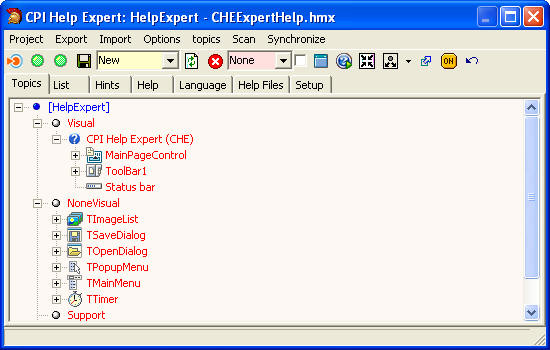 CPI Help Expert: HelpExpert - CHEExpertHelp.hmx
Project Export Import Options topics Scan Synchronize
New None ON
Topics List Hints Help Language Help Files Setup
[HelpExpert]
Visual
CPI Help Expert (CHE)
MainPageControl
ToolBar1
Status bar
NoneVisual
TImageList
TSaveDialog
TOpenDialog
TPopupMenu
TMainMenu
TTimer
Support